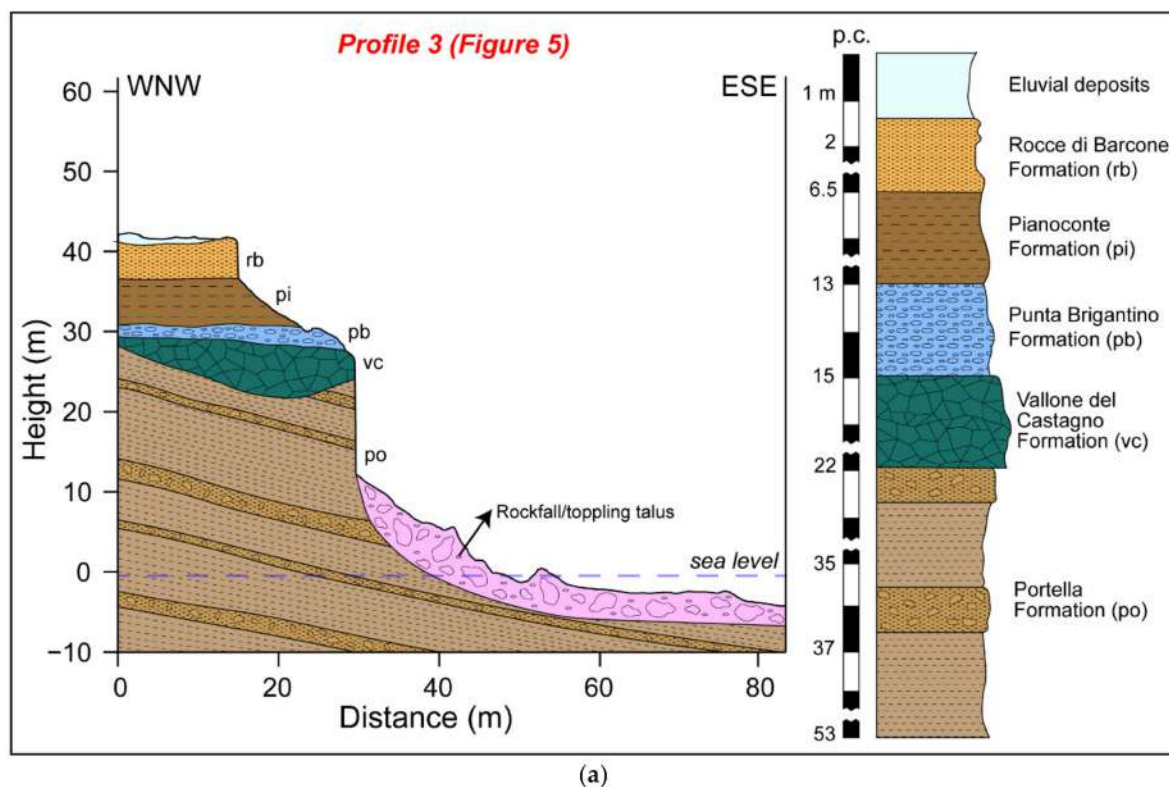 Profile 3 (Figure 5)
WNW
ESE
60
50
40
30
20
10
0
−10
Height (m)
0
20
40
60
80
Distance (m)
rb
pi
pb
vc
po
Rockfall/toppling talus
sea level
p.c.
1 m
2
6.5
13
15
22
35
37
53
Eluvial deposits
Rocce di Barcone
Formation (rb)
Pianoconte
Formation (pi)
Punta Brigantino
Formation (pb)
Vallone del
Castagno
Formation (vc)
Portella
Formation (po)
(a)